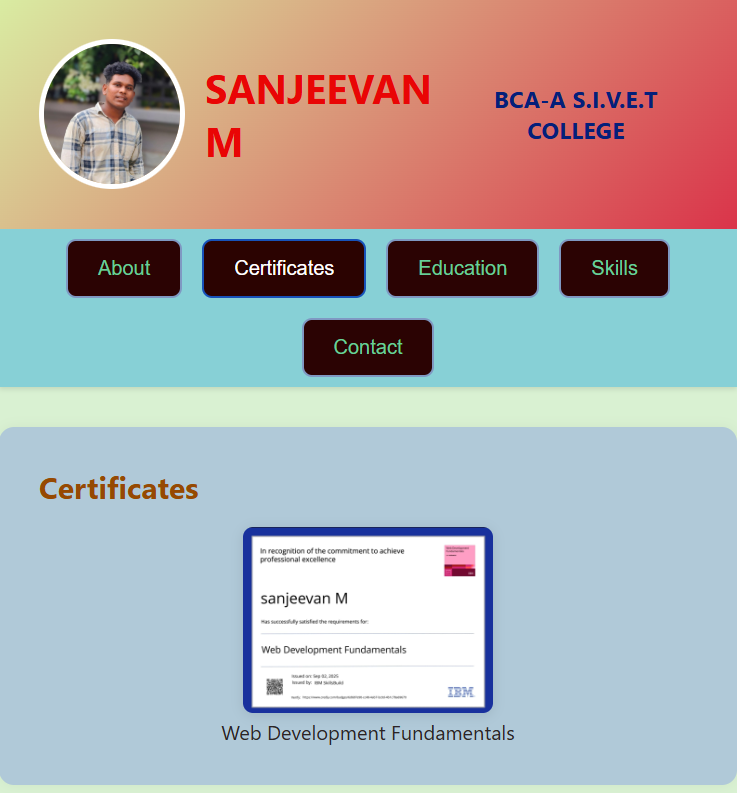 SANJEEVAN
M
BCA-A S.I.V.E.T
COLLEGE
About
Certificates
Education
Skills
Contact
Certificates
In recognition of the commitment to achieve
professional excellence
sanjeevan M
Has successfully satisfied the requirements for:
Web Development Fundamentals
Issued on: Sep 02, 2025
Issued by: IBM SkillsBuild
IBM
Web Development Fundamentals